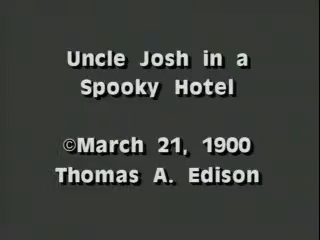 Uncle Josh in a
Spooky Hotel
©March 21, 1900
Thomas A. Edison